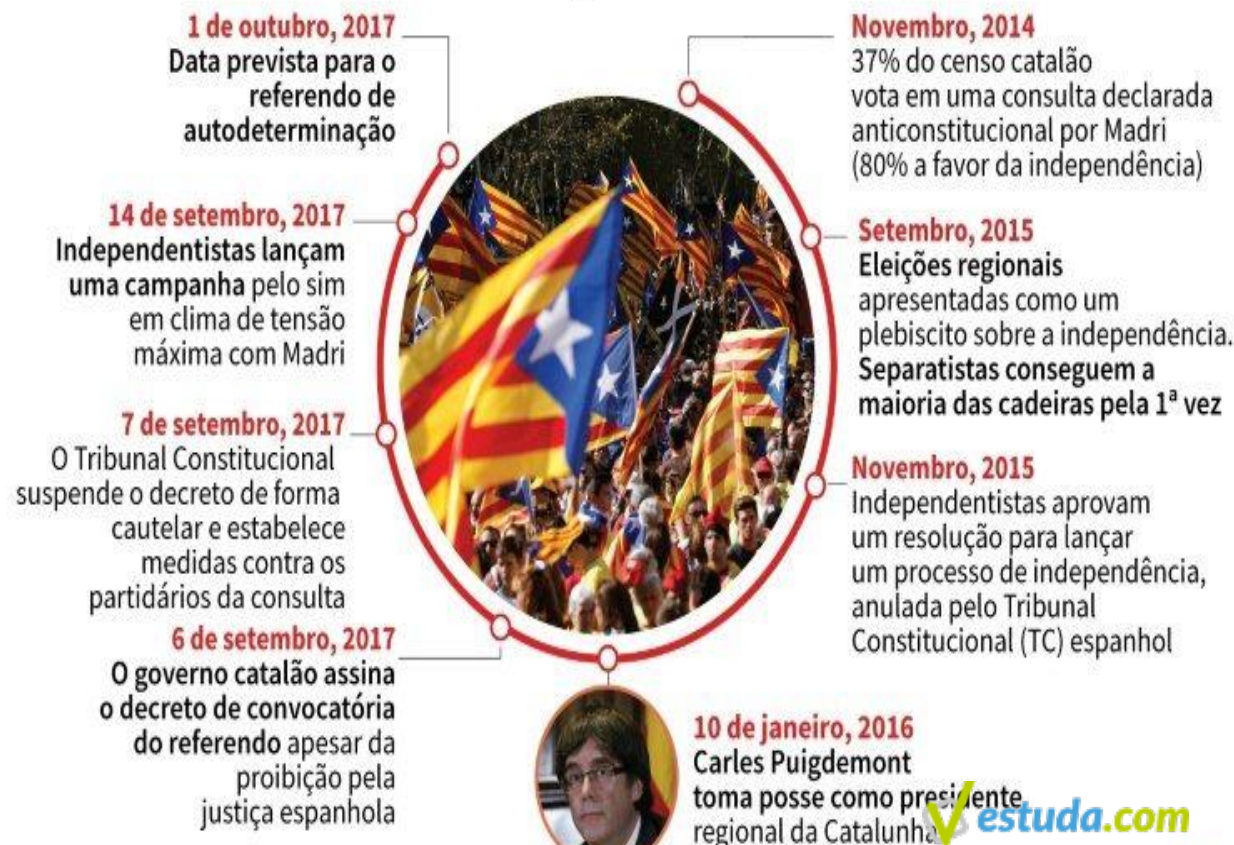 Novembro, 2014
37% do censo catalão
vota em uma consulta declarada
anticonstitucional por Madri
(80% a favor da independência)
Setembro, 2015
Eleições regionais
apresentadas como um
plebiscito sobre a independência.
Separatistas conseguem a
maioria das cadeiras pela 1ª vez
Novembro, 2015
Independentistas aprovam
um resolução para lançar
um processo de independência,
anulada pelo Tribunal
Constitucional (TC) espanhol
10 de janeiro, 2016
Carles Puigdemont
toma posse como presidente
regional da Catalunha
6 de setembro, 2017
O governo catalão assina
o decreto de convocatória
do referendo apesar da
proibição pela
justiça espanhola
7 de setembro, 2017
O Tribunal Constitucional
suspende o decreto de forma
cautelar e estabelece
medidas contra os
partidários da consulta
14 de setembro, 2017
Independentistas lançam
uma campanha pelo sim
em clima de tensão
máxima com Madri
1 de outubro, 2017
Data prevista para o
referendo de
autodeterminação
estuda.com